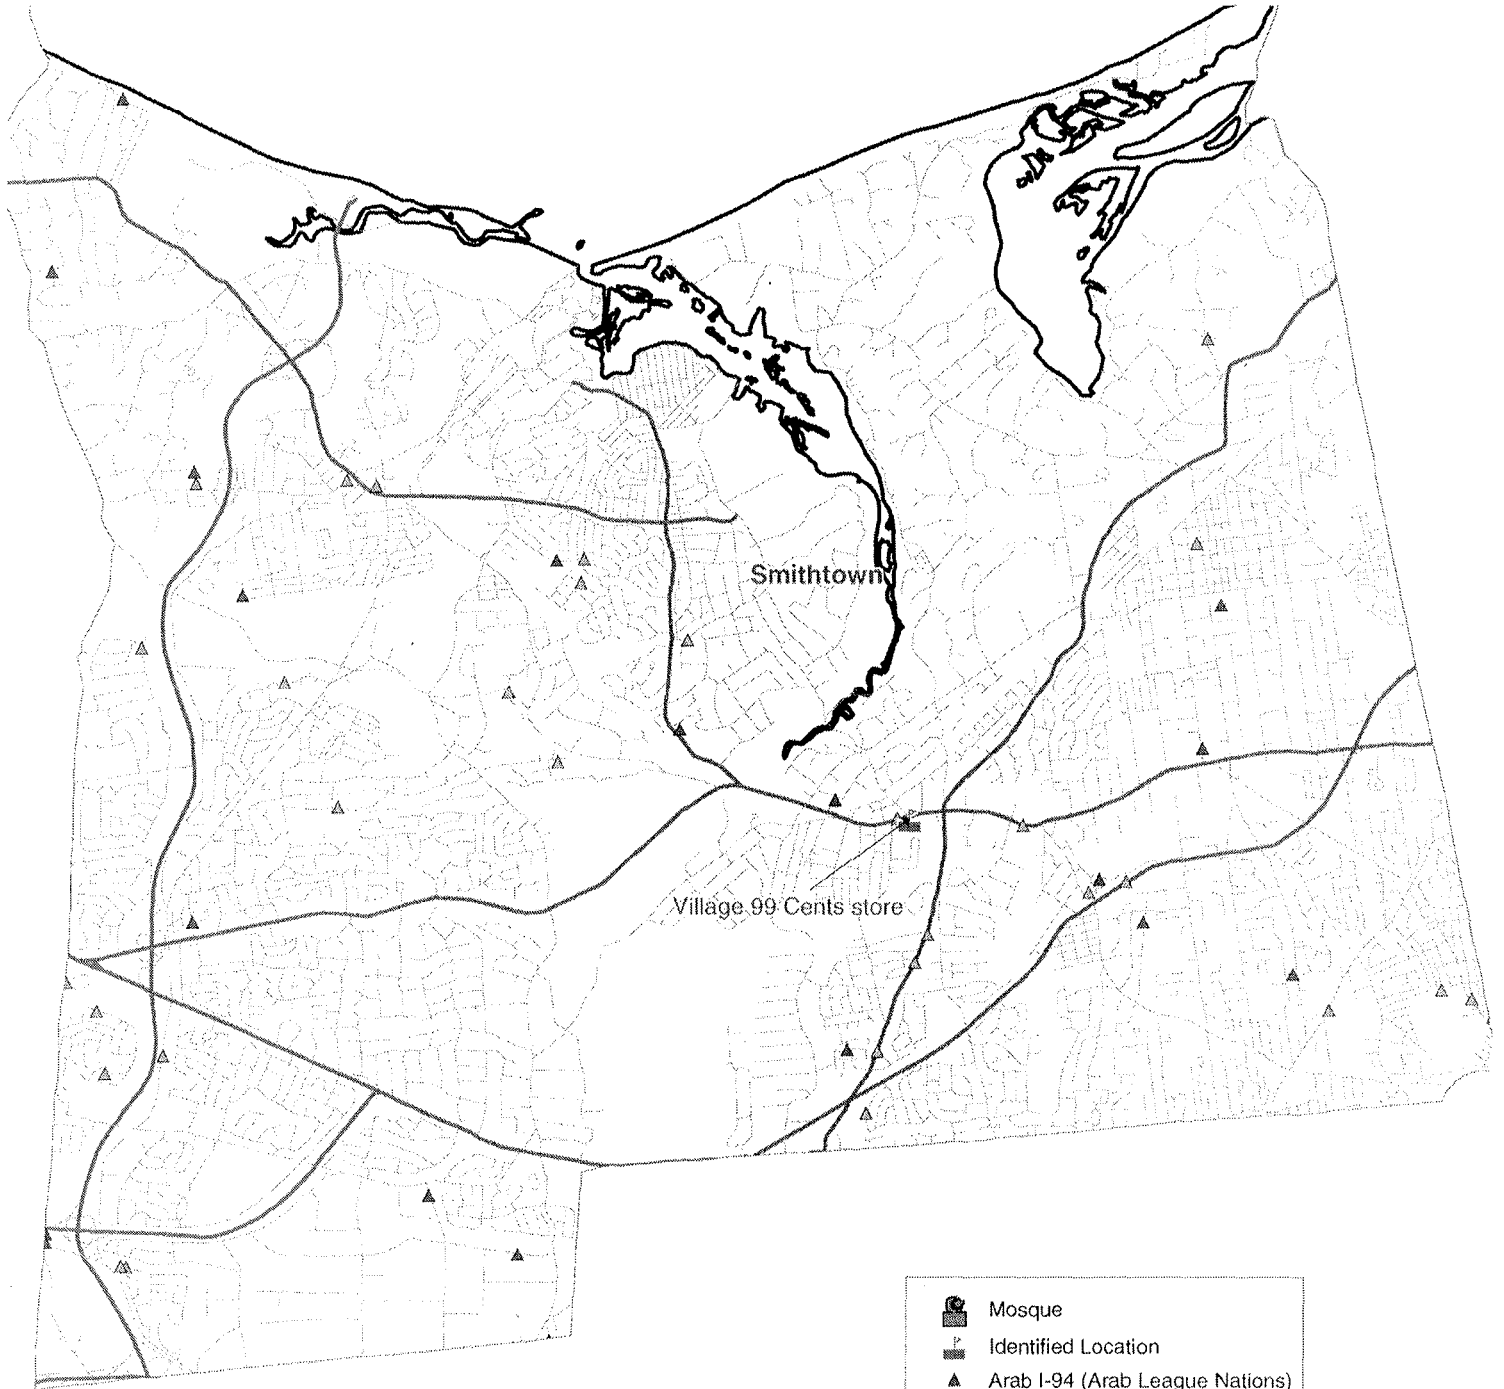 Smithtown
Village 99 Cents store
Mosque
Identified Location
Arab I-94 (Arab League Nations)